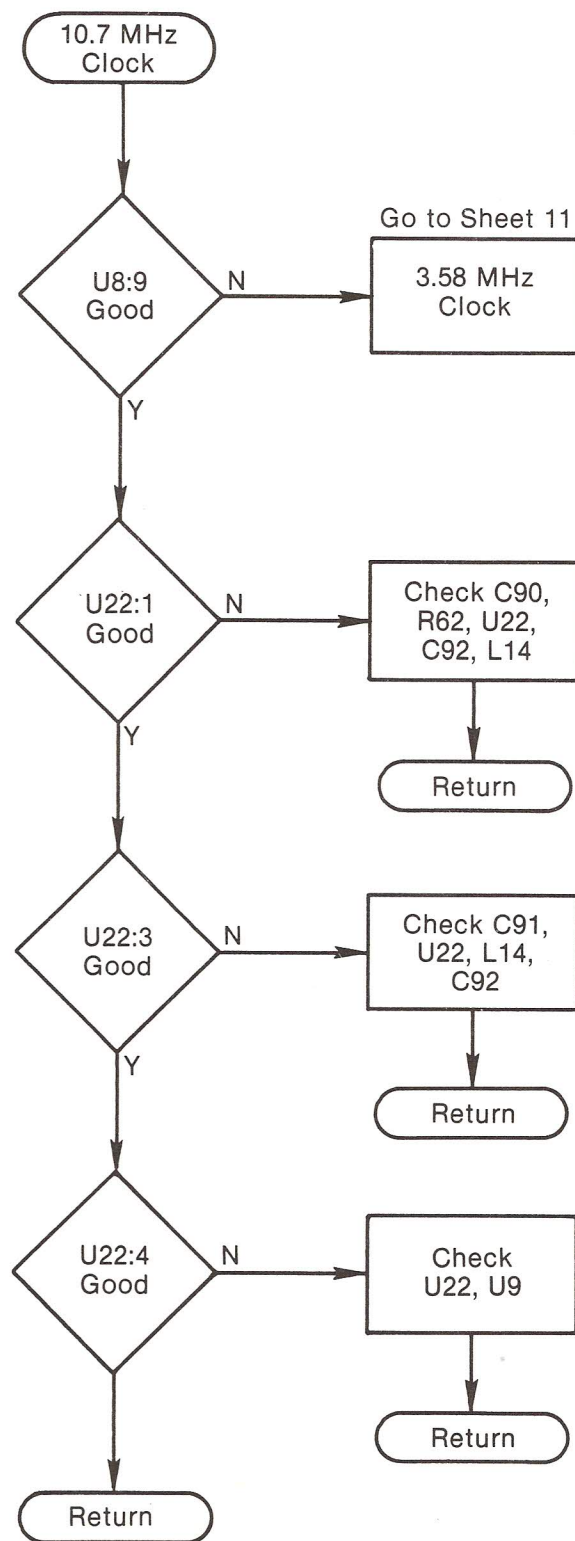 10.7 MHz
Clock
Go to Sheet 11
U8:9
Good
N
3.58 MHz
Clock
Y
U22:1
Good
N
Check C90,
R62, U22,
C92, L14
Y
Return
U22:3
Good
N
Check C91,
U22, L14,
C92
Y
Return
U22:4
Good
N
Check
U22, U9
Return
Return